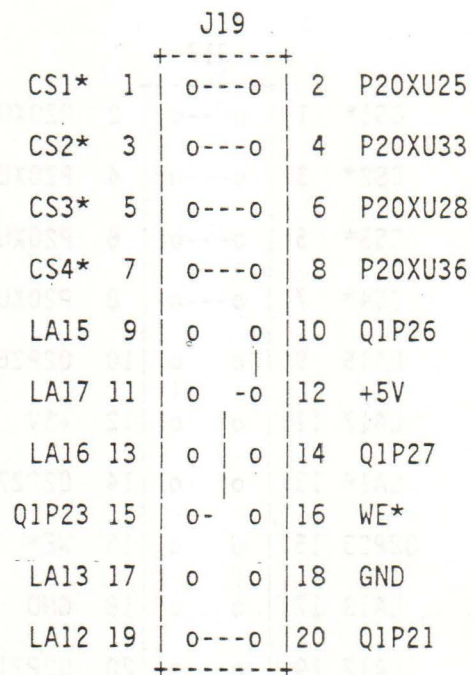 J19
+-------+
CS1* 1 | o---o | 2 P20XU25
CS2* 3 | o---o | 4 P20XU33
CS3* 5 | o---o | 6 P20XU28
CS4* 7 | o---o | 8 P20XU36
LA15 9 | o o | 10 Q1P26
|
LA17 11 | o -o | 12 +5V
|
LA16 13 | o | o | 14 Q1P27
|
Q1P23 15 | o- o | 16 WE*
LA13 17 | o o | 18 GND
LA12 19 | o---o | 20 Q1P21
+-------+